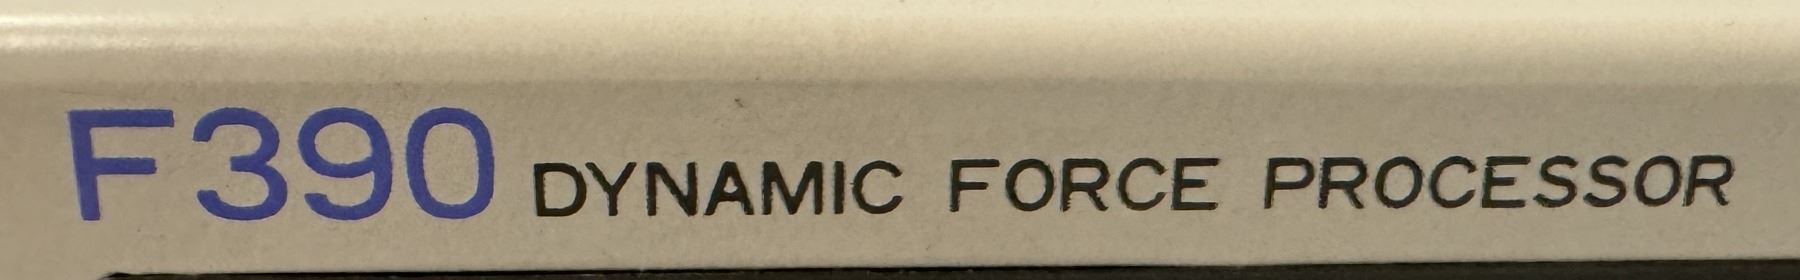 F390 DYNAMIC FORCE PROCESSOR